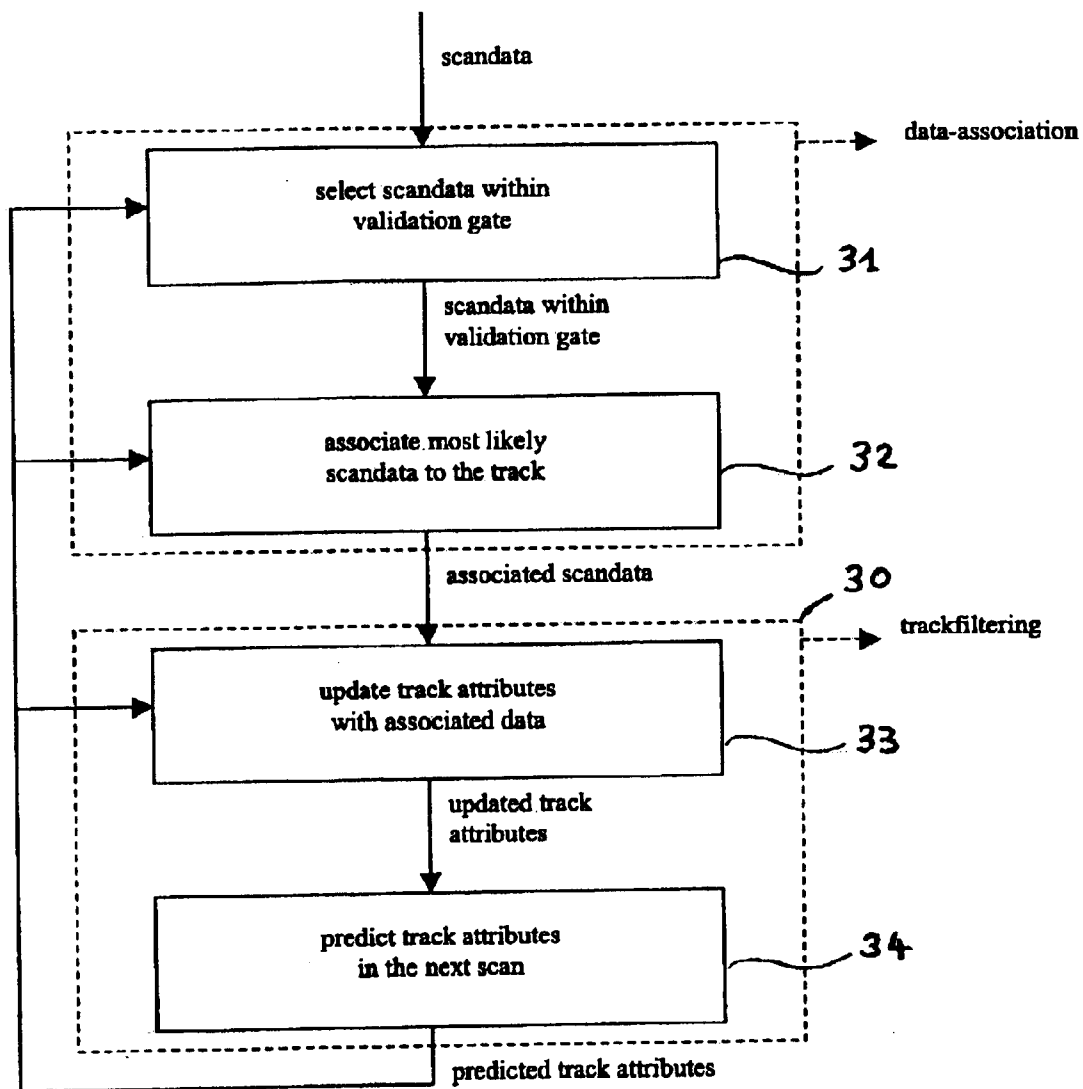 scandata
data-association
select scandata within
validation gate
31
scandata within
validation gate
associate most likely
scandata to the track
32
associated scandata
30
trackfiltering
update track attributes
with associated data
33
updated track
attributes
predict track attributes
in the next scan
34
predicted track attributes